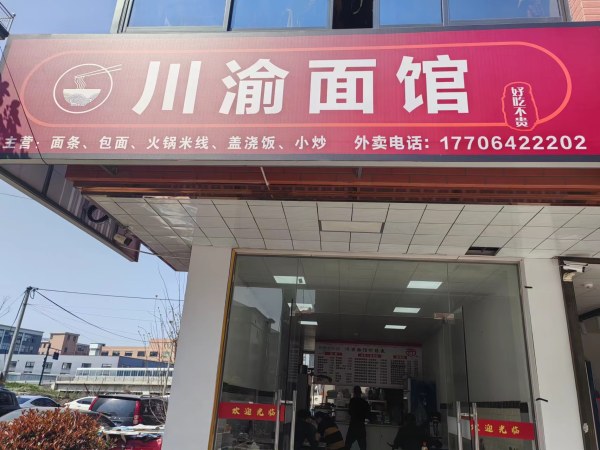 川渝面馆
好吃不贵
主营：面条、包面、火锅米线、盖浇饭、小炒 外卖电话：17706422202
欢迎光临
欢迎光临